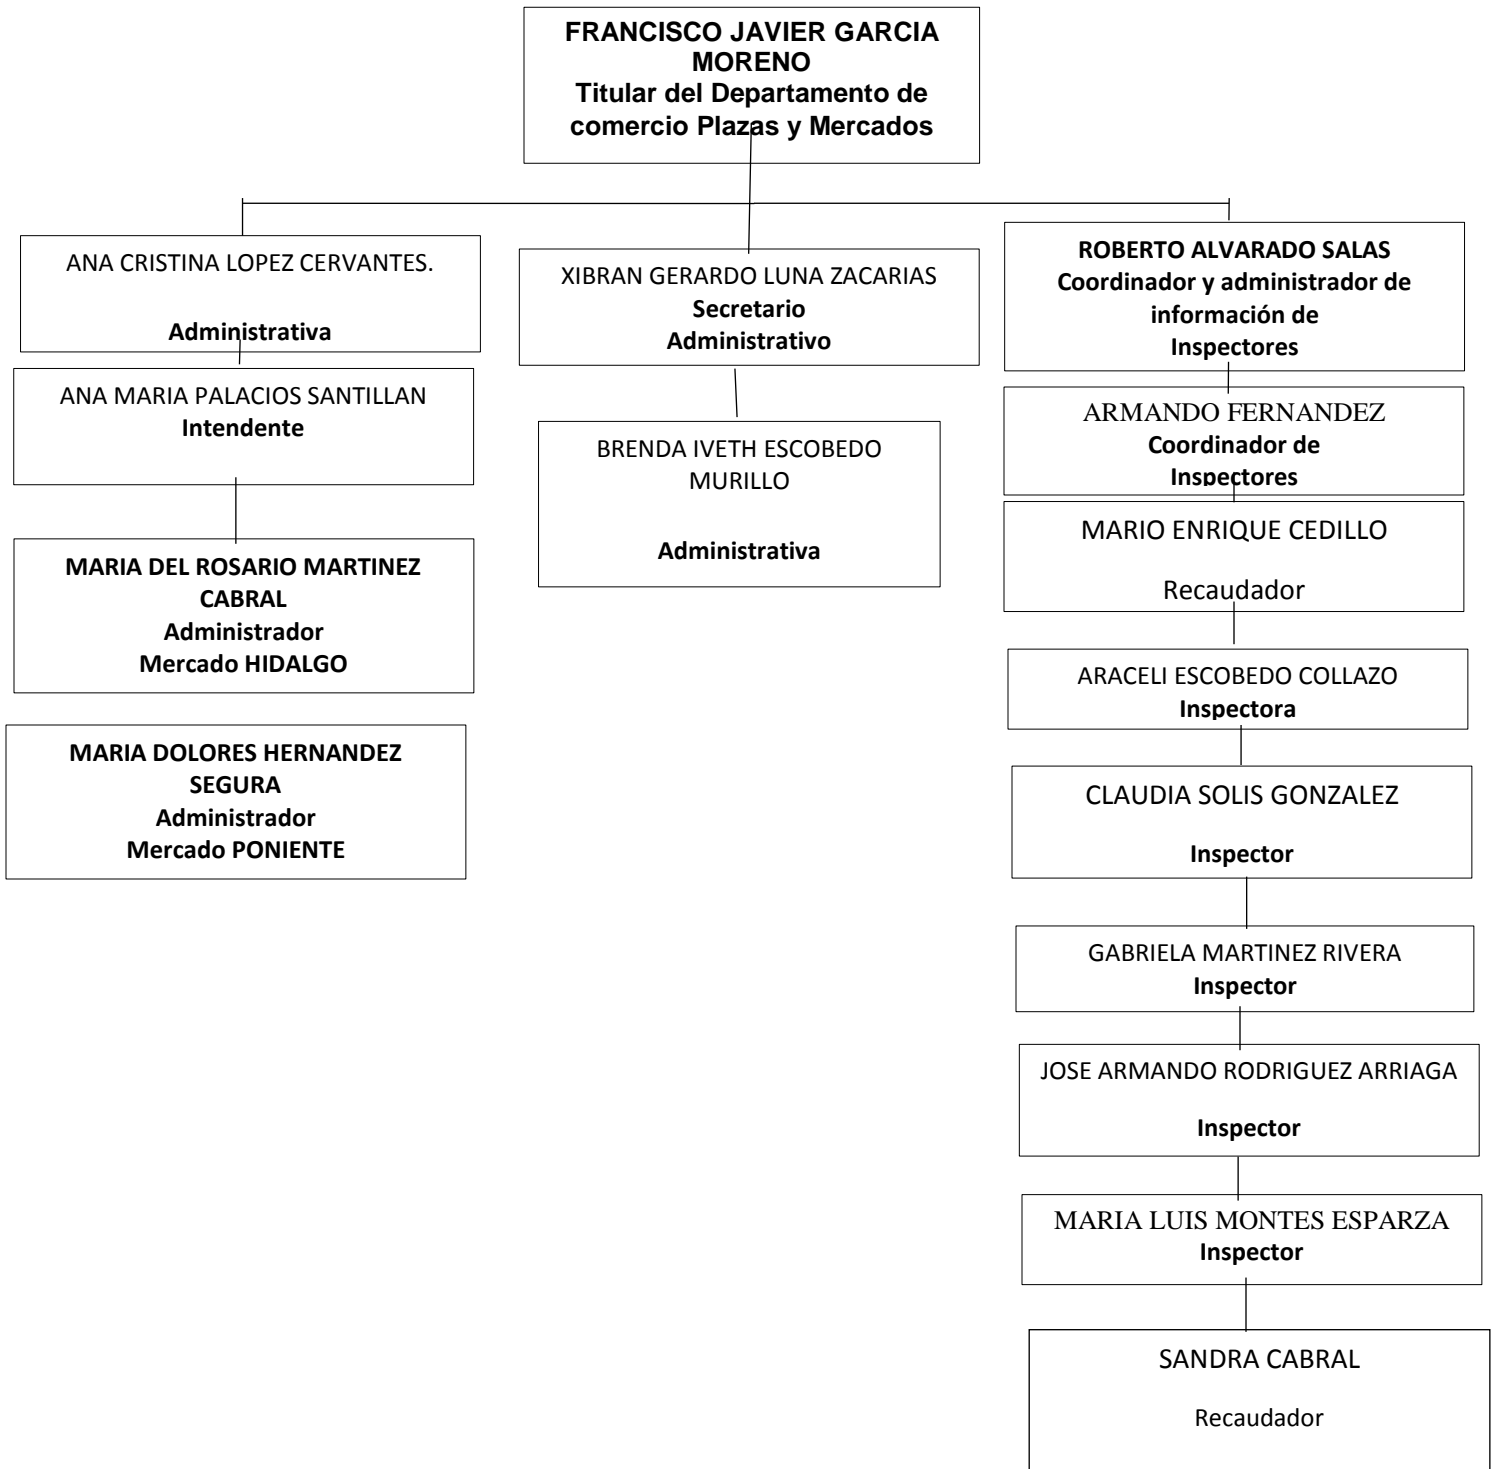 FRANCISCO JAVIER GARCIA
MORENO
Titular del Departamento de
comercio Plazas y Mercados
ANA CRISTINA LOPEZ CERVANTES.
Administrativa
ANA MARIA PALACIOS SANTILLAN
Intendente
MARIA DEL ROSARIO MARTINEZ
CABRAL
Administrador
Mercado HIDALGO
MARIA DOLORES HERNANDEZ
SEGURA
Administrador
Mercado PONIENTE
XIBRAN GERARDO LUNA ZACARIAS
Secretario
Administrativo
BRENDA IVETH ESCOBEDO
MURILLO
Administrativa
ROBERTO ALVARADO SALAS
Coordinador y administrador de
información de
Inspectores
ARMANDO FERNANDEZ
Coordinador de
Inspectores
MARIO ENRIQUE CEDILLO
Recaudador
ARACELI ESCOBEDO COLLAZO
Inspectora
CLAUDIA SOLIS GONZALEZ
Inspector
GABRIELA MARTINEZ RIVERA
Inspector
JOSE ARMANDO RODRIGUEZ ARRIAGA
Inspector
MARIA LUIS MONTES ESPARZA
Inspector
SANDRA CABRAL
Recaudador